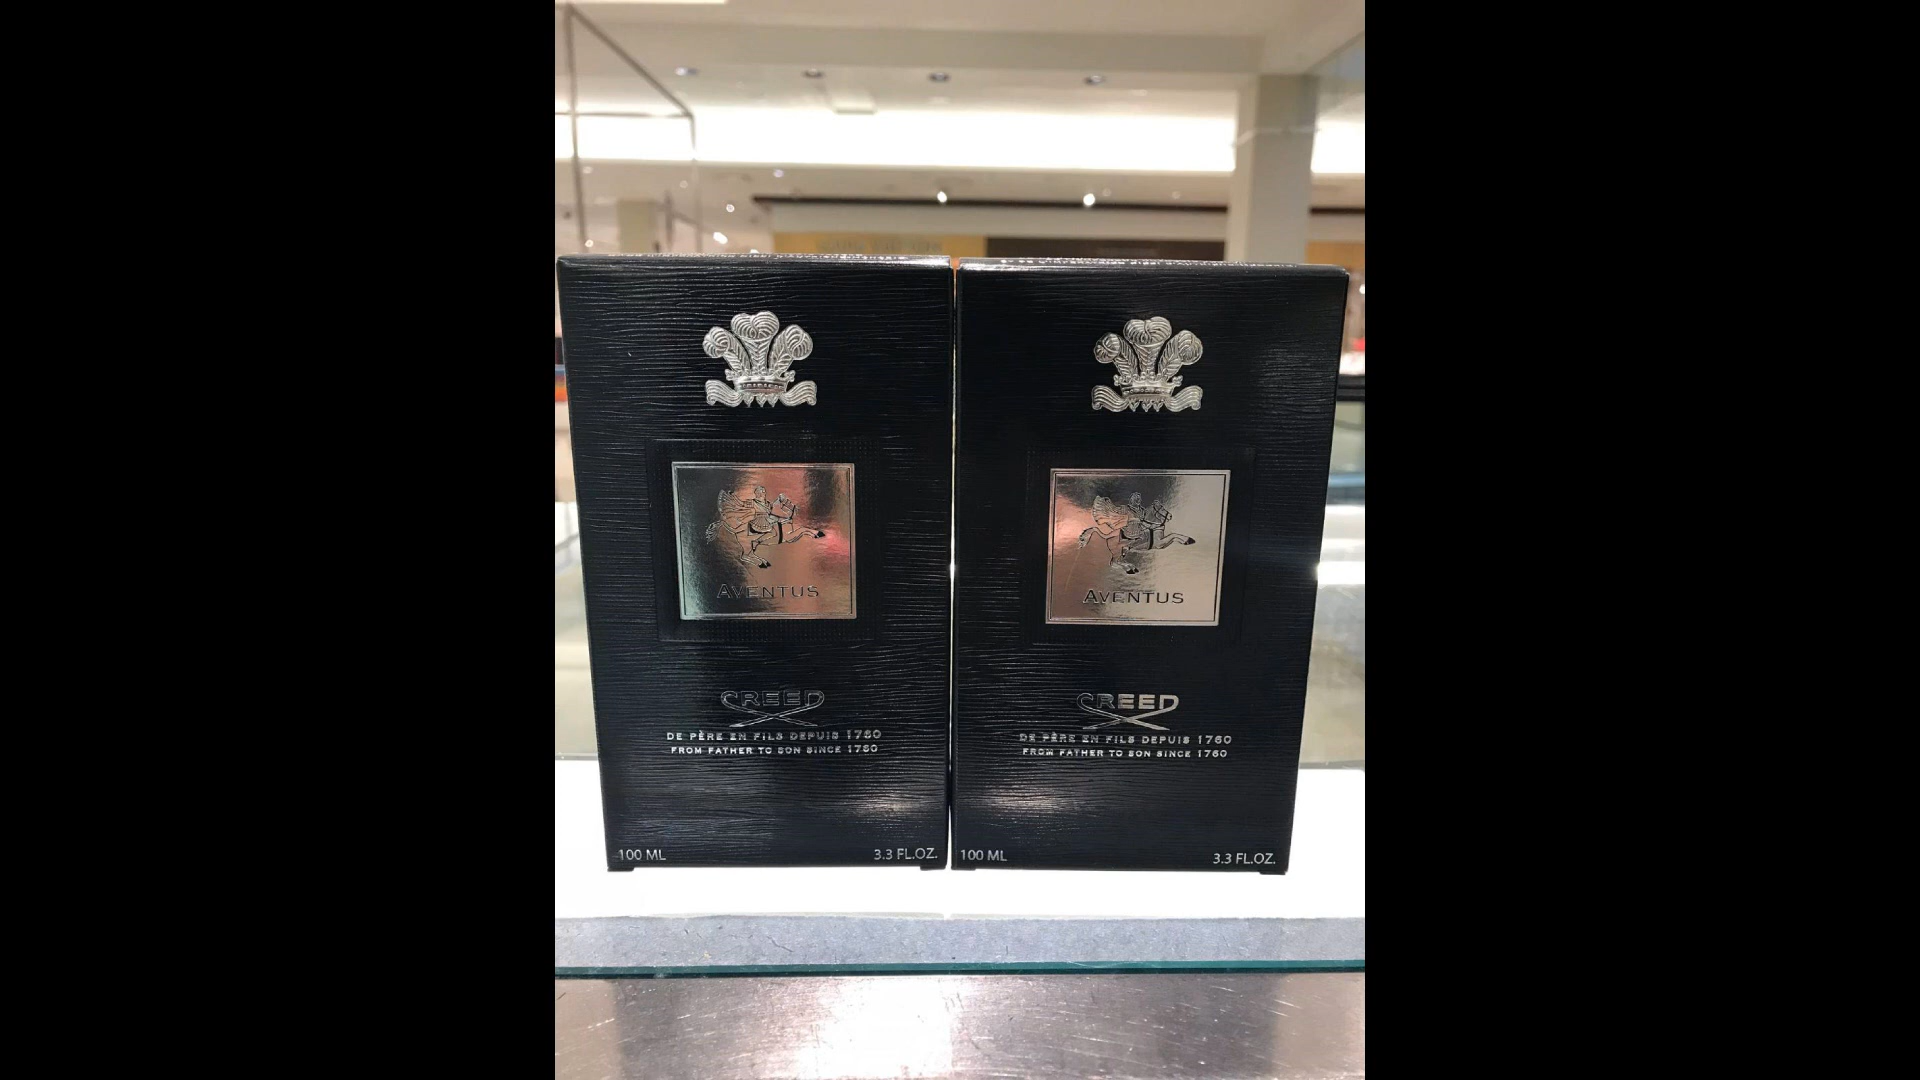 AVENTUS
CREED
DE PÈRE EN FILS DEPUIS 1760
FROM FATHER TO SON SINCE 1760
100 ML
3.3 FL.OZ.
AVENTUS
CREED
DE PÈRE EN FILS DEPUIS 1760
FROM FATHER TO SON SINCE 1760
100 ML
3.3 FL.OZ.